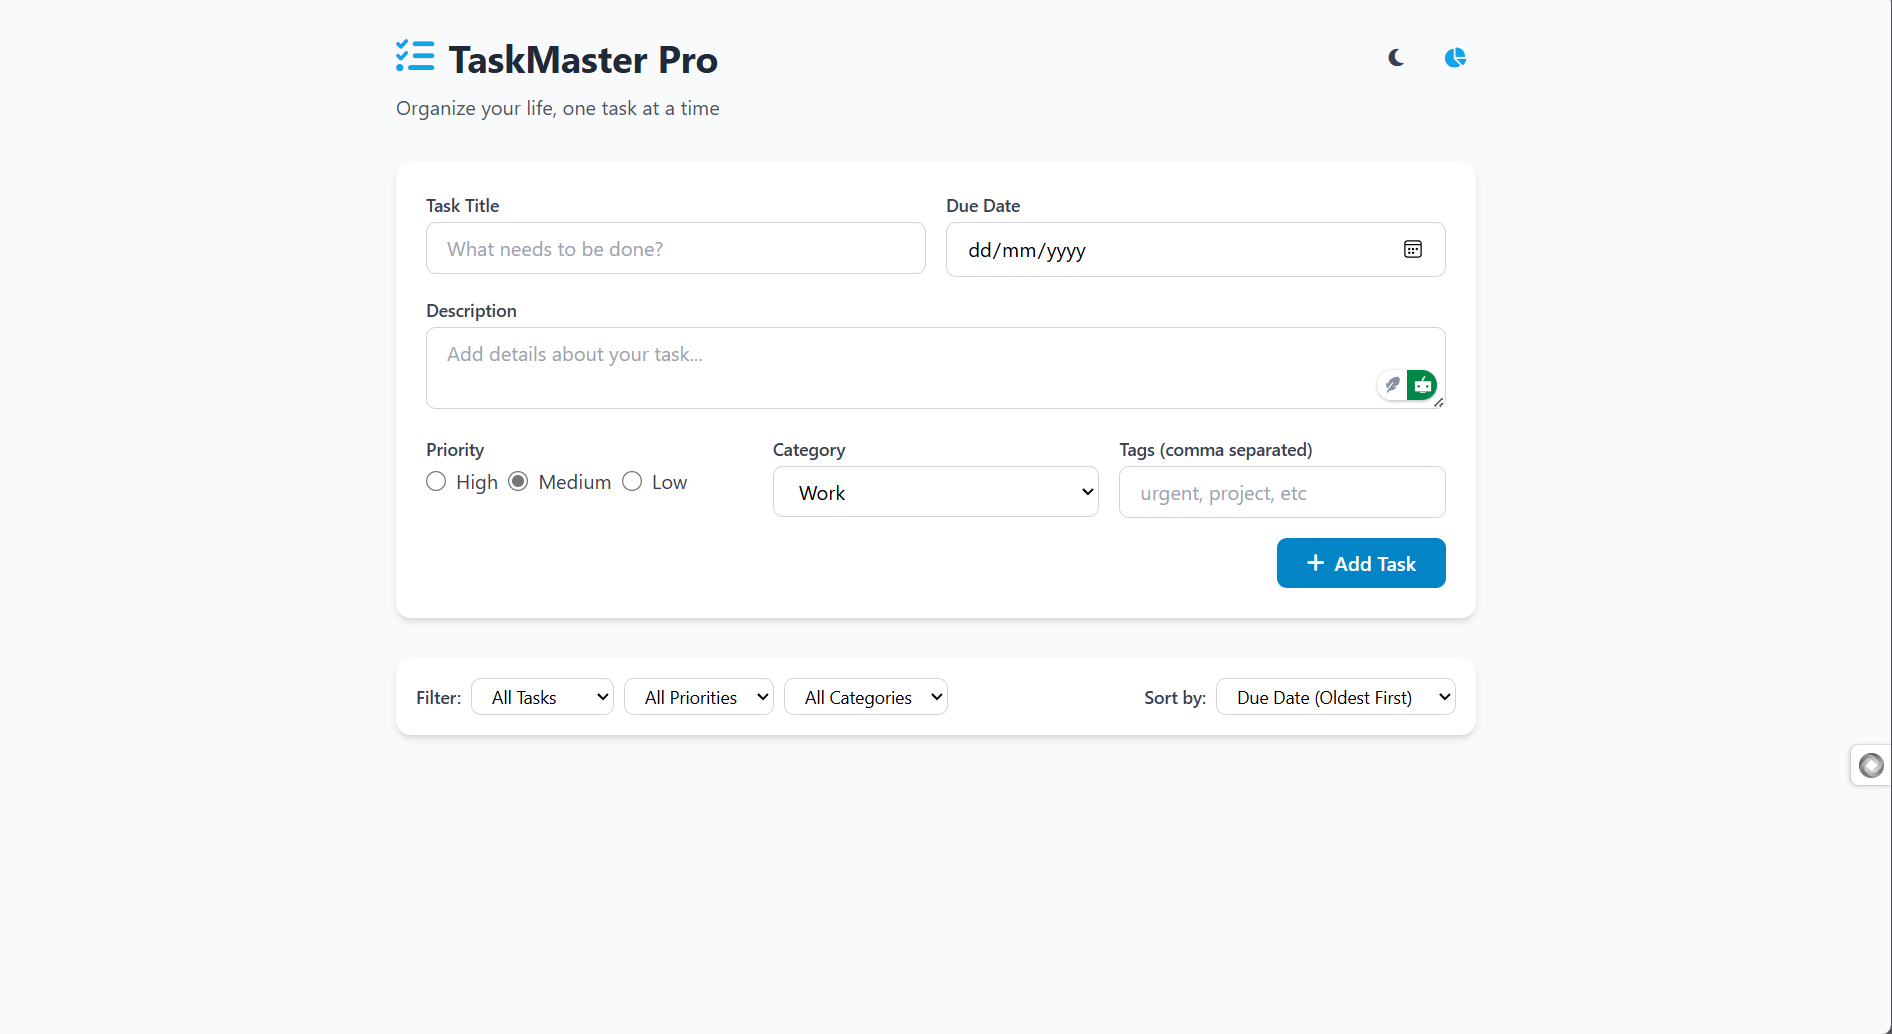 TaskMaster Pro
Organize your life, one task at a time
Task Title
Due Date
What needs to be done?
dd/mm/yyyy
Description
Add details about your task...
Priority
Category
Tags (comma separated)
High Medium Low
Work
urgent, project, etc
+ Add Task
Filter: All Tasks All Priorities All Categories Sort by: Due Date (Oldest First)